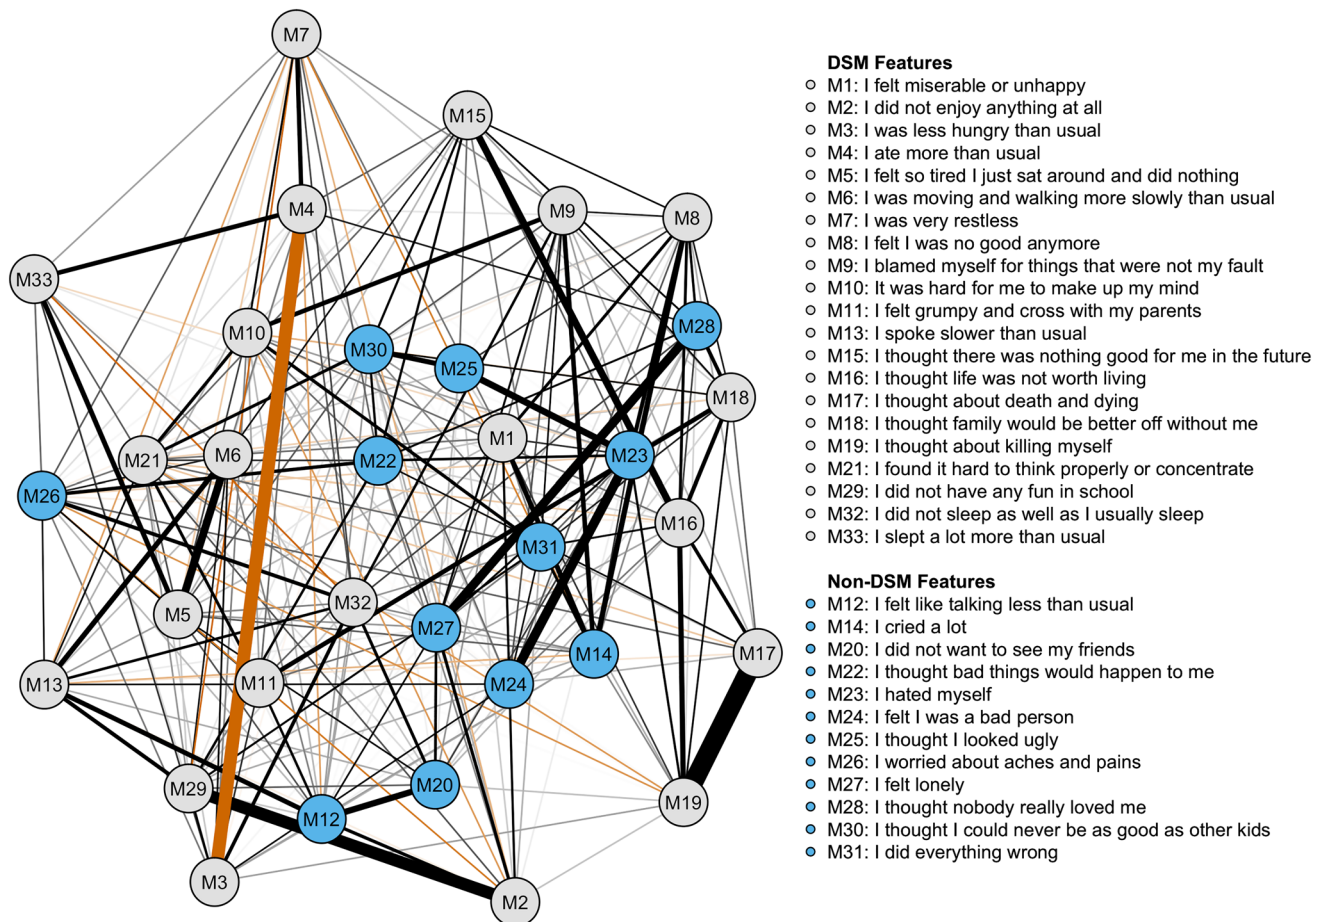 M7
M15
M4
M9
M8
M33
M10
M28
M30
M25
M18
M1
M21
M6
M22
M23
M26
M16
M31
M5
M32
M27
M14
M17
M13
M11
M24
M29
M20
M12
M19
M3
M2
DSM Features
M1: I felt miserable or unhappy
M2: I did not enjoy anything at all
M3: I was less hungry than usual
M4: I ate more than usual
M5: I felt so tired I just sat around and did nothing
M6: I was moving and walking more slowly than usual
M7: I was very restless
M8: I felt I was no good anymore
M9: I blamed myself for things that were not my fault
M10: It was hard for me to make up my mind
M11: I felt grumpy and cross with my parents
M13: I spoke slower than usual
M15: I thought there was nothing good for me in the future
M16: I thought life was not worth living
M17: I thought about death and dying
M18: I thought family would be better off without me
M19: I thought about killing myself
M21: I found it hard to think properly or concentrate
M29: I did not have any fun in school
M32: I did not sleep as well as I usually sleep
M33: I slept a lot more than usual
Non-DSM Features
M12: I felt like talking less than usual
M14: I cried a lot
M20: I did not want to see my friends
M22: I thought bad things would happen to me
M23: I hated myself
M24: I felt I was a bad person
M25: I thought I looked ugly
M26: I worried about aches and pains
M27: I felt lonely
M28: I thought nobody really loved me
M30: I thought I could never be as good as other kids
M31: I did everything wrong